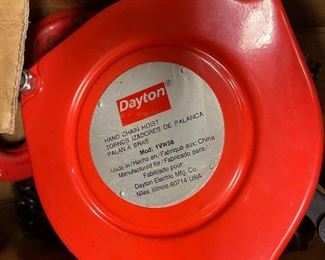 Dayton®
HAND CHAIN HOIST
TORNOS IZADORES DE PALANCA
PALAN À BRAS
Mod: 1VW58
Made in/Hecho en/Fabriqué aux: China
Manufactured for/Fabricado para/
Fabricado pour:
Dayton Electric Mfg. Co.
Niles, Illinois 60714 USA